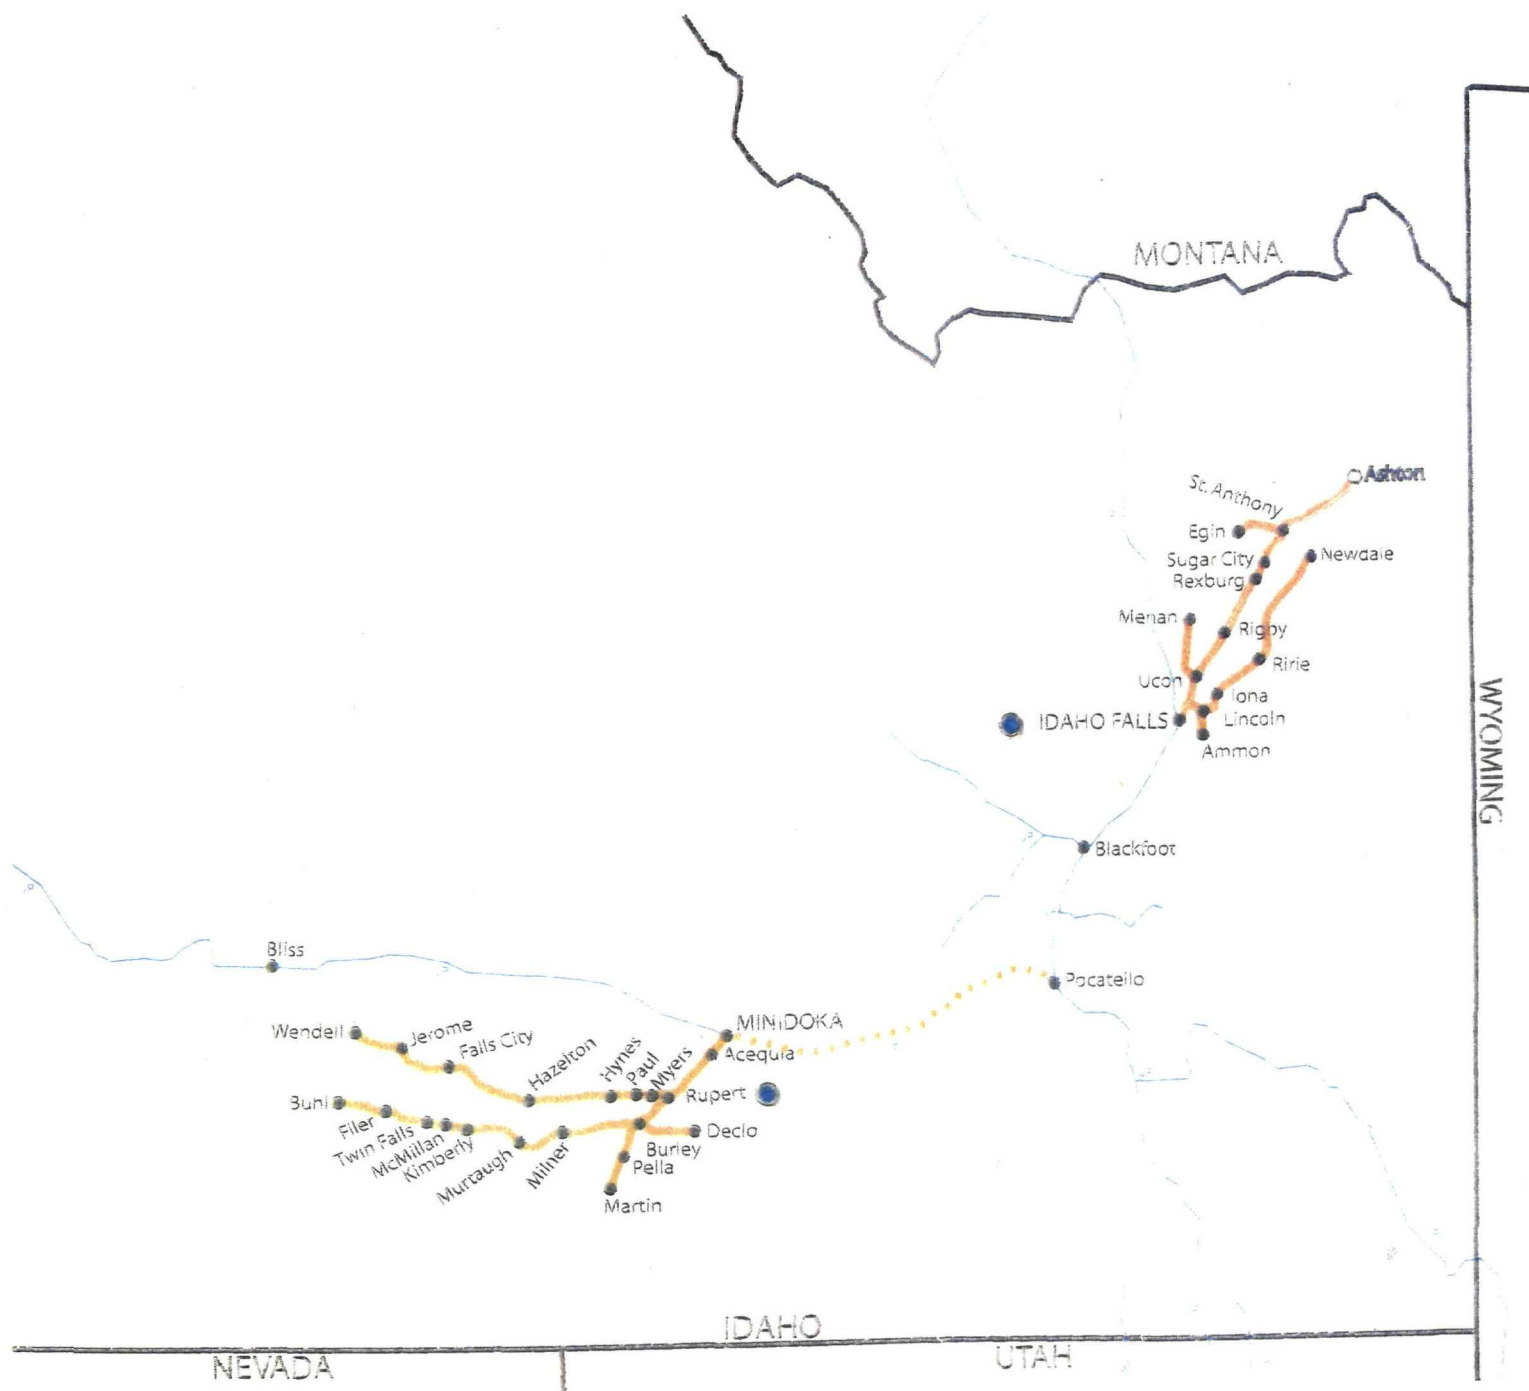 MONTANA
Ashton
St. Anthony
Egin
Newdale
Sugar City
Rexburg
Menan
Rigby
Ririe
Ucon
Iona
IDAHO FALLS
Lincoln
Ammon
WYOMING
Blackfoot
Bliss
Pocatello
MINIDOKA
Wendell
Jerome
Falls City
Hazelton
Hynes
Paul
Myers
Acequia
Rupert
Buhl
Filer
Twin Falls
McMillan
Kimberly
Murtaugh
Milner
Burley
Declo
Pella
Martin
IDAHO
NEVADA
UTAH